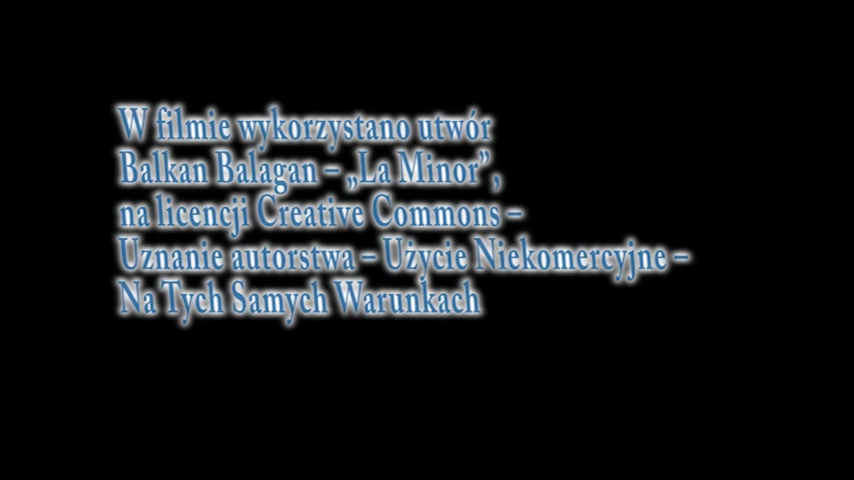 W filmie wykorzystano utwór
Balkan Balagan – „La Minor”,
na licencji Creative Commons –
Uznanie autorstwa – Użycie Niekomercyjne –
Na Tych Samych Warunkach